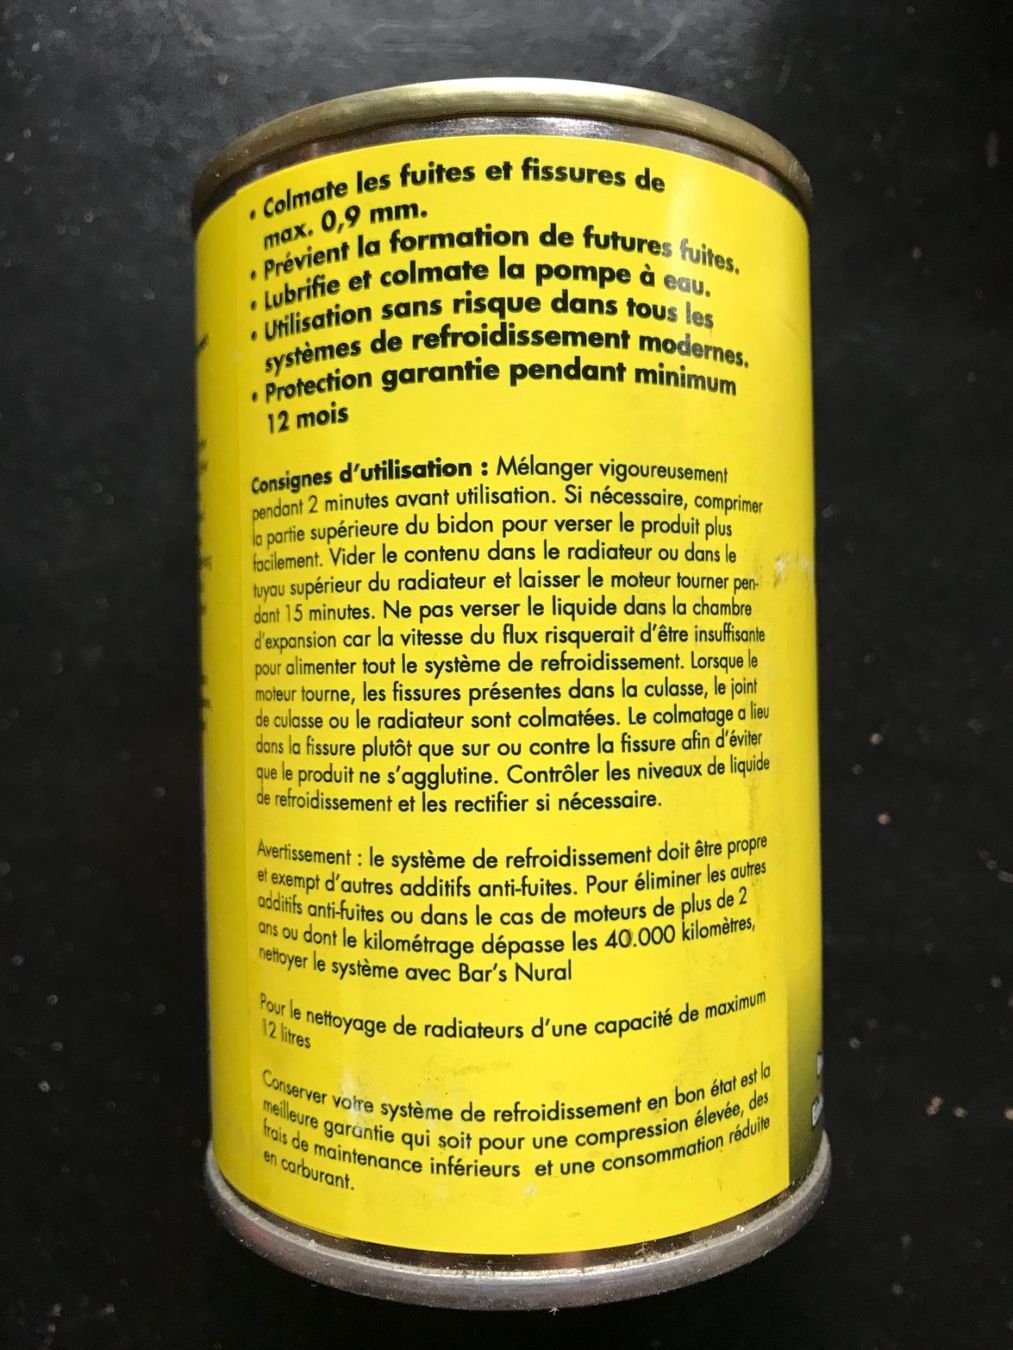 • Colmate les fuites et fissures de
max. 0,9 mm.
• Prévient la formation de futures fuites.
• Lubrifie et colmate la pompe à eau.
• Utilisation sans risque dans tous les
systèmes de refroidissement modernes.
• Protection garantie pendant minimum
12 mois
Consignes d'utilisation : Mélanger vigoureusement
pendant 2 minutes avant utilisation. Si nécessaire, comprimer
la partie supérieure du bidon pour verser le produit plus
facilement. Vider le contenu dans le radiateur ou dans le
tuyau supérieur du radiateur et laisser le moteur tourner pen-
dant 15 minutes. Ne pas verser le liquide dans la chambre
d'expansion car la vitesse du flux risquerait d'être insuffisante
pour alimenter tout le système de refroidissement. Lorsque le
moteur tourne, les fissures présentes dans la culasse, le joint
de culasse ou le radiateur sont colmatées. Le colmatage a lieu
dans la fissure plutôt que sur ou contre la fissure afin d'éviter
que le produit ne s'agglutine. Contrôler les niveaux de liquide
de refroidissement et les rectifier si nécessaire.
Avertissement : le système de refroidissement doit être propre
et exempt d'autres additifs anti-fuites. Pour éliminer les autres
additifs anti-fuites ou dans le cas de moteurs de plus de 2
ans ou dont le kilométrage dépasse les 40.000 kilomètres,
nettoyer le système avec Bar's Nural
Pour le nettoyage de radiateurs d'une capacité de maximum
12 litres
Conserver votre système de refroidissement en bon état est la
meilleure garantie qui soit pour une compression élevée, des
frais de maintenance inférieurs et une consommation réduite
en carburant.